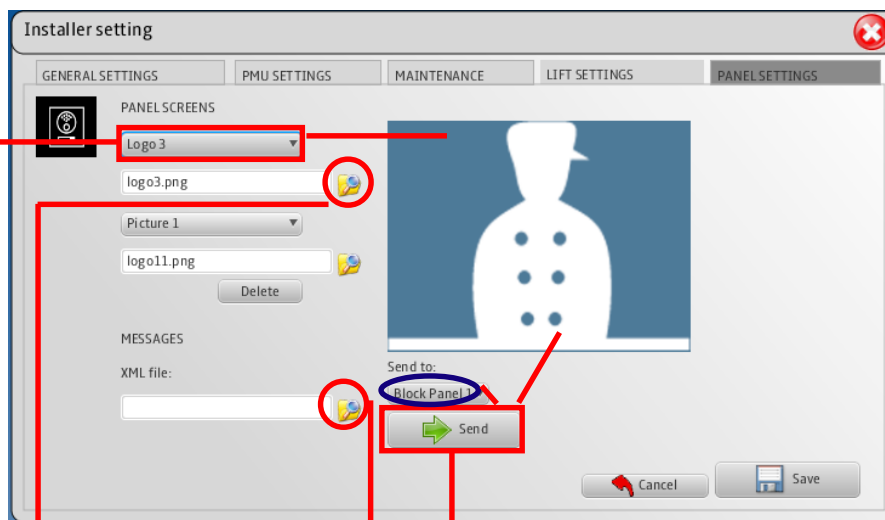 Installer setting
GENERAL SETTINGS
PMU SETTINGS
MAINTENANCE
LIFT SETTINGS
PANEL SETTINGS
PANEL SCREENS
Logo 3
logo3.png
Picture 1
logo11.png
Delete
MESSAGES
XML file:
Send to:
Block Panel 1
Send
Cancel
Save